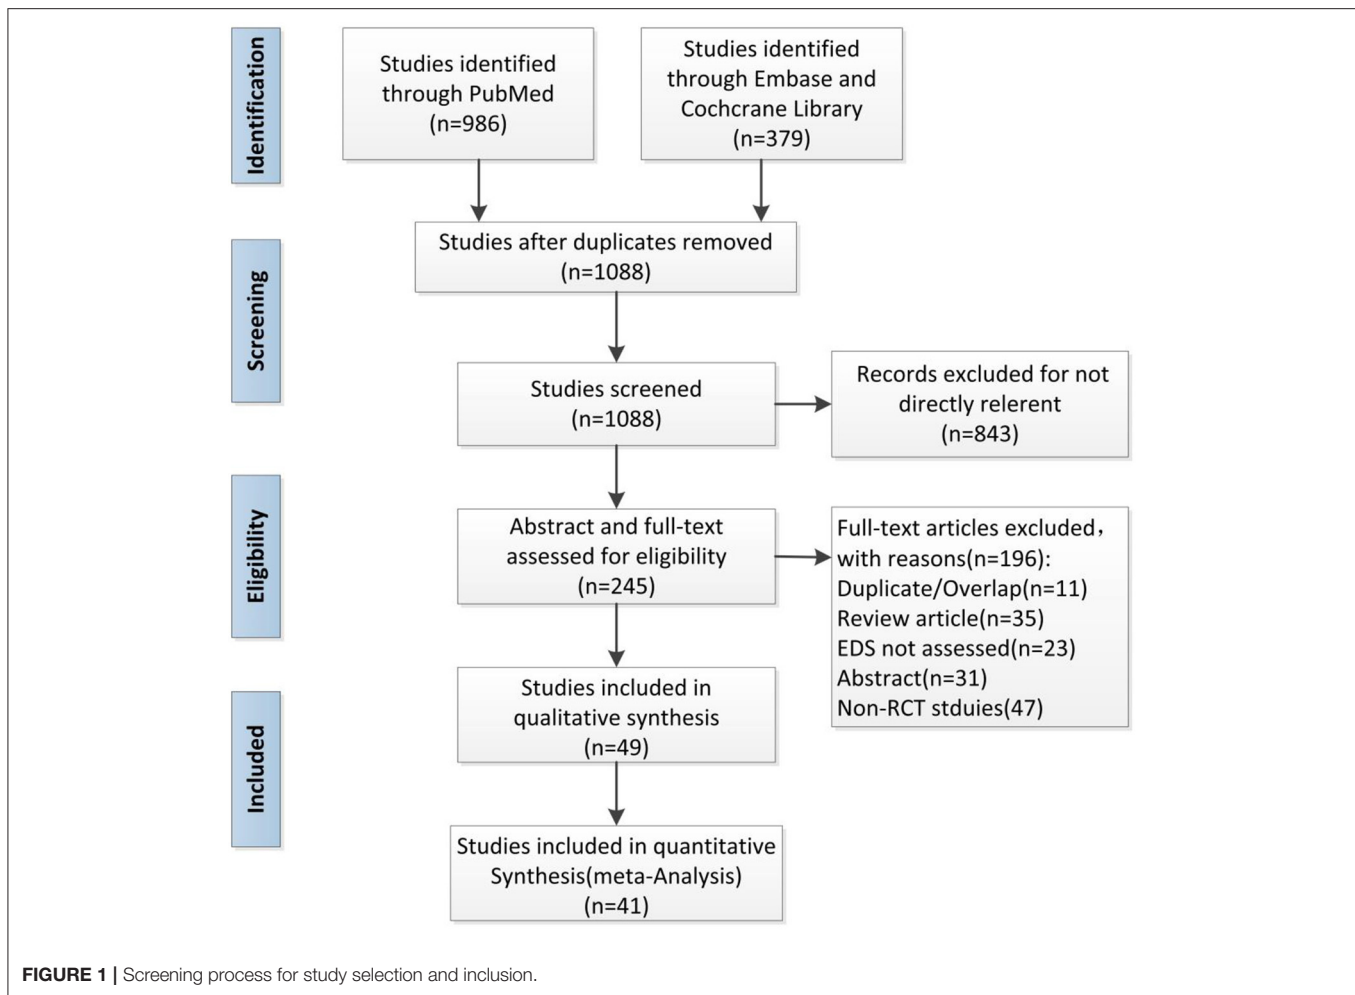 Identification
Studies identified
through PubMed
(n=986)
Studies identified
through Embase and
Cochcrane Library
(n=379)
Screening
Studies after duplicates removed
(n=1088)
Studies screened
(n=1088)
Records excluded for not
directly relerent
(n=843)
Eligibility
Abstract and full-text
assessed for eligibility
(n=245)
Full-text articles excluded，
with reasons(n=196):
Duplicate/Overlap(n=11)
Review article(n=35)
EDS not assessed(n=23)
Abstract(n=31)
Non-RCT stduies(47)
Included
Studies included in
qualitative synthesis
(n=49)
Studies included in quantitative
Synthesis(meta-Analysis)
(n=41)
FIGURE 1 | Screening process for study selection and inclusion.